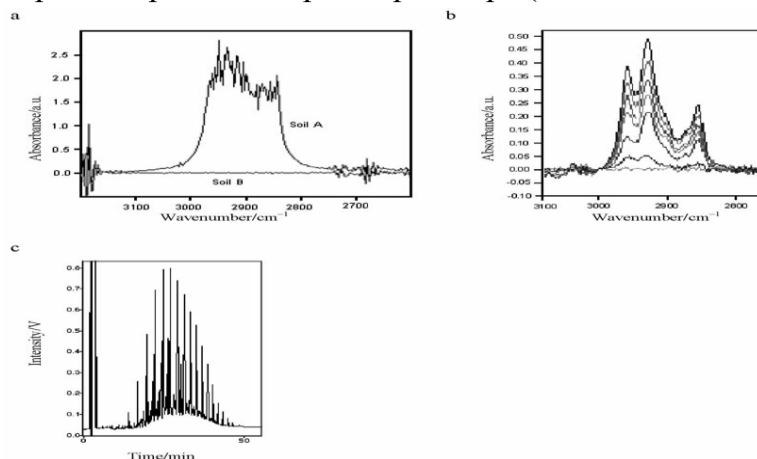 a
2.5
2.0
1.5
1.0
0.5
0.0
Absorbance/a.u.
Soil A
Soil B
3100 3000 2900 2800 2700
Wavenumber/cm⁻¹
b
0.50
0.45
0.40
0.35
0.30
0.25
0.20
0.15
0.10
0.05
-0.00
-0.05
-0.10
Absorbance/a.u.
3100 3000 2900 2800
Wavenumber/cm⁻¹
c
0.8
0.7
0.6
0.5
0.4
0.3
0.2
0.1
0.0
Intensity/V
0 50
Time/min